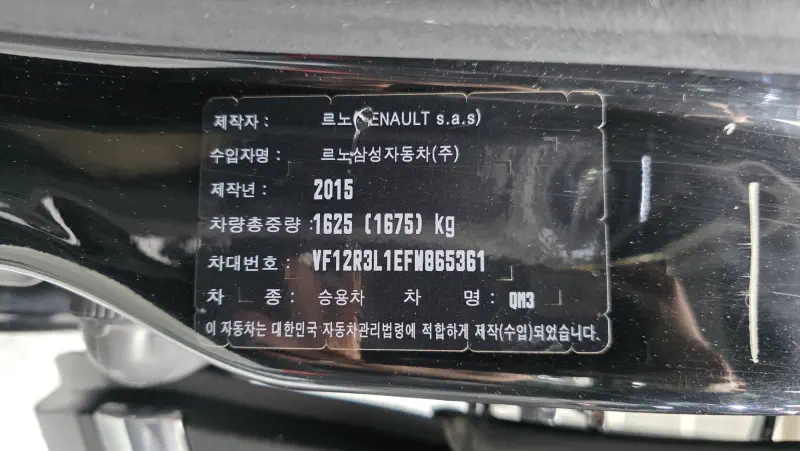 제작자 : 르노(RENAULT s.a.s)
수입자명 : 르노삼성자동차(주)
제작년 : 2015
차량총중량 : 1625 (1675) kg
차대번호 : VF12R3L1EFW865361
차 종 : 승용차 차 명 : QM3
이 자동차는 대한민국 자동차관리법령에 적합하게 제작(수입)되었습니다.